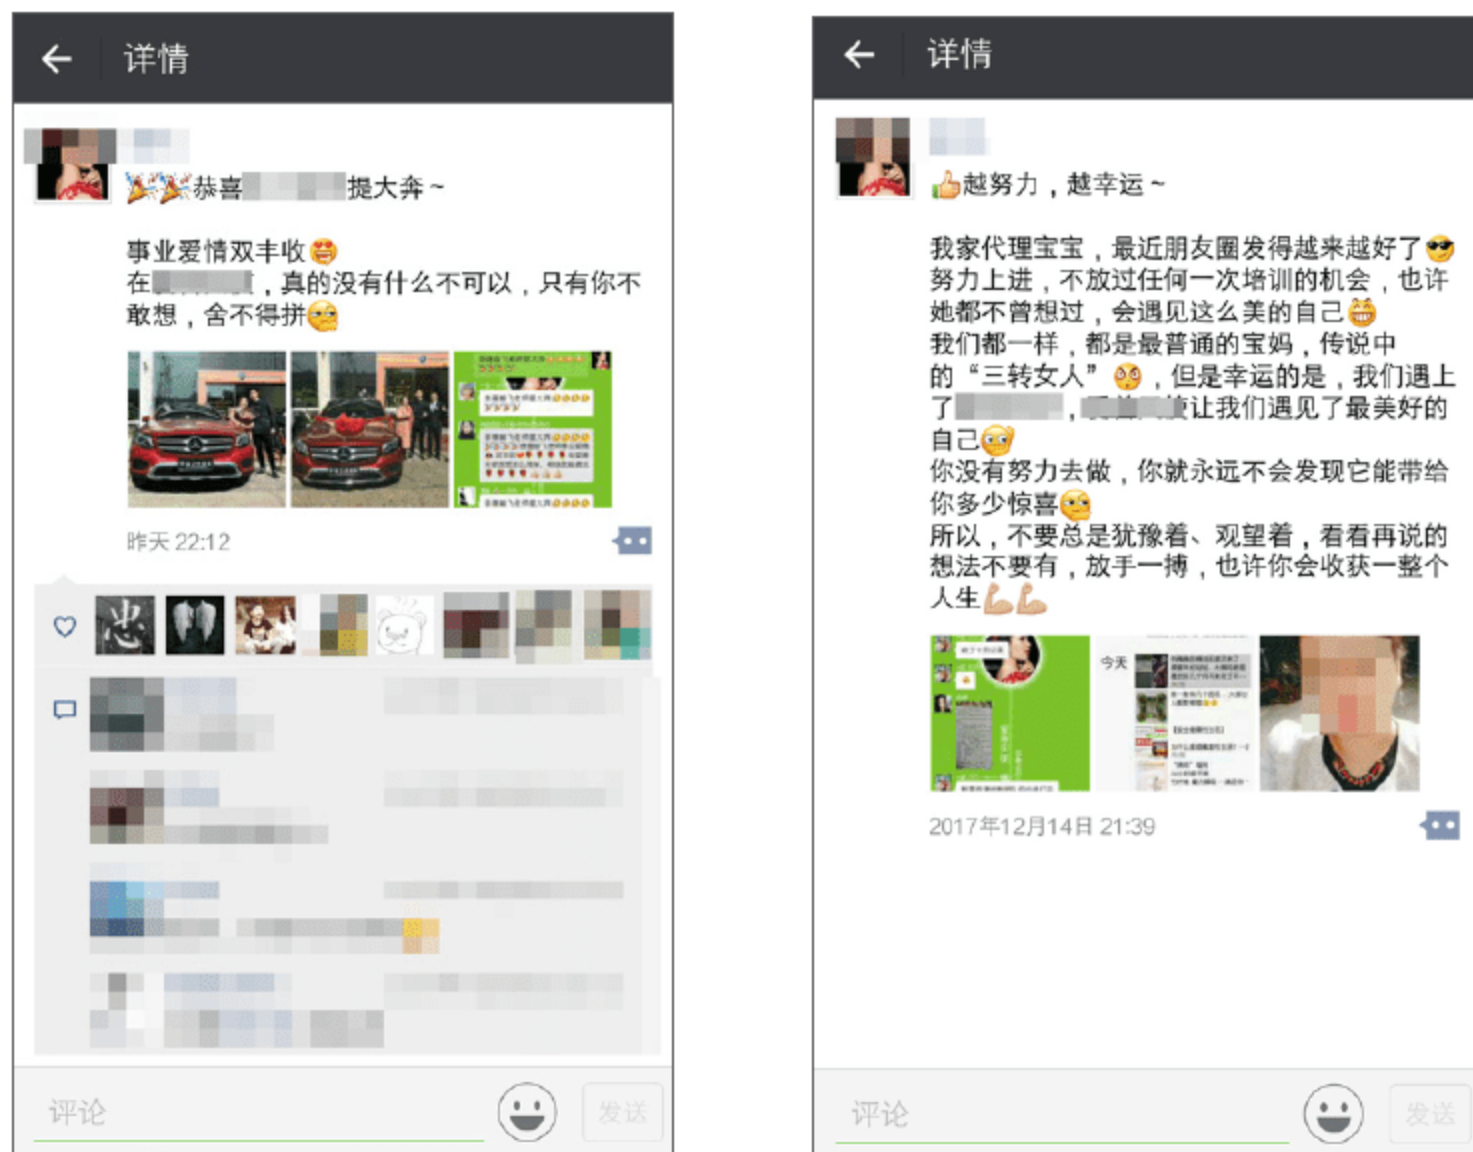 详情
恭喜提大奔~
事业爱情双丰收
在，真的没有什么不可以，只有你不
敢想，舍不得拼
昨天 22:12
评论
发送
详情
越努力，越幸运~
我家代理宝宝，最近朋友圈发得越来越好了
努力上进，不放过任何一次培训的机会，也许
她都不曾想过，会遇见这么美的自己
我们都一样，都是最普通的宝妈，传说中
的“三转女人”，但是幸运的是，我们遇上
了，让我们遇见了最美好的
自己
你没有努力去做，你就永远不会发现它能带给
你多少惊喜
所以，不要总是犹豫着、观望着，看看再说的
想法不要有，放手一搏，也许你会收获一整个
人生
今天
2017年12月14日 21:39
评论
发送